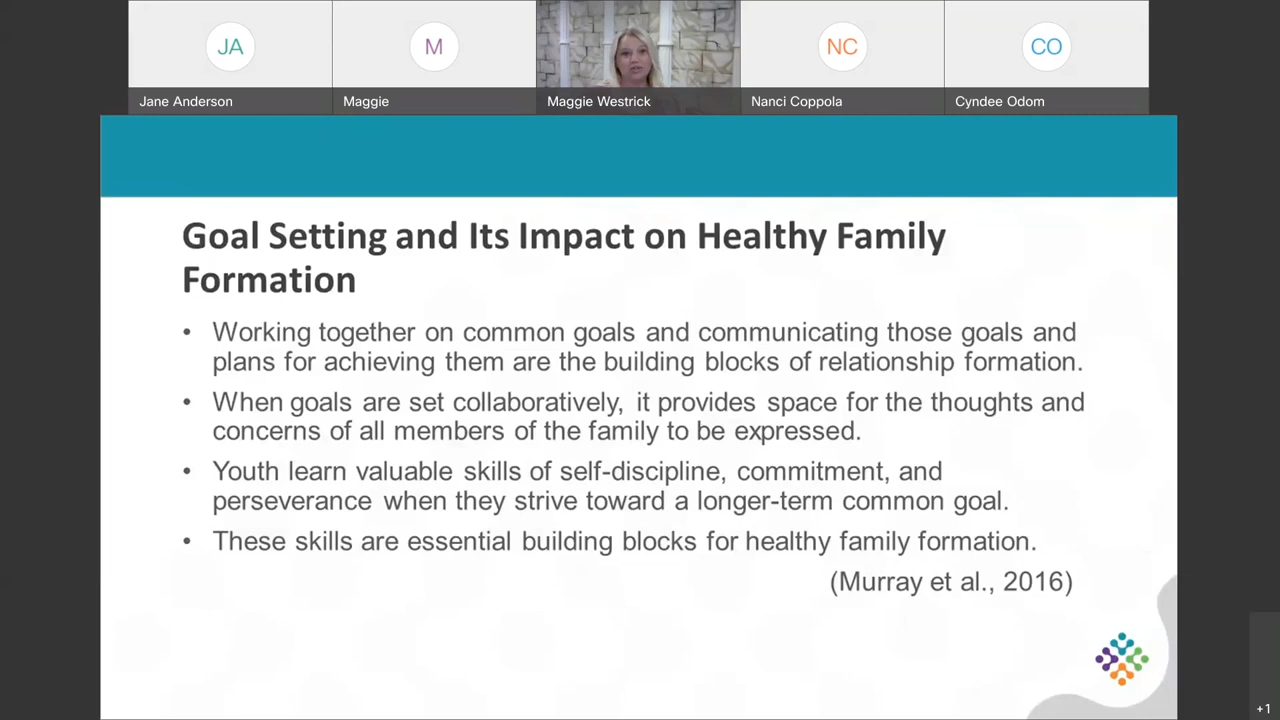 JA
M
NC
CO
Jane Anderson
Maggie
Maggie Westrick
Nanci Coppola
Cyndee Odom
Goal Setting and Its Impact on Healthy Family
Formation
• Working together on common goals and communicating those goals and
plans for achieving them are the building blocks of relationship formation.
• When goals are set collaboratively, it provides space for the thoughts and
concerns of all members of the family to be expressed.
• Youth learn valuable skills of self-discipline, commitment, and
perseverance when they strive toward a longer-term common goal.
• These skills are essential building blocks for healthy family formation.
(Murray et al., 2016)
+1